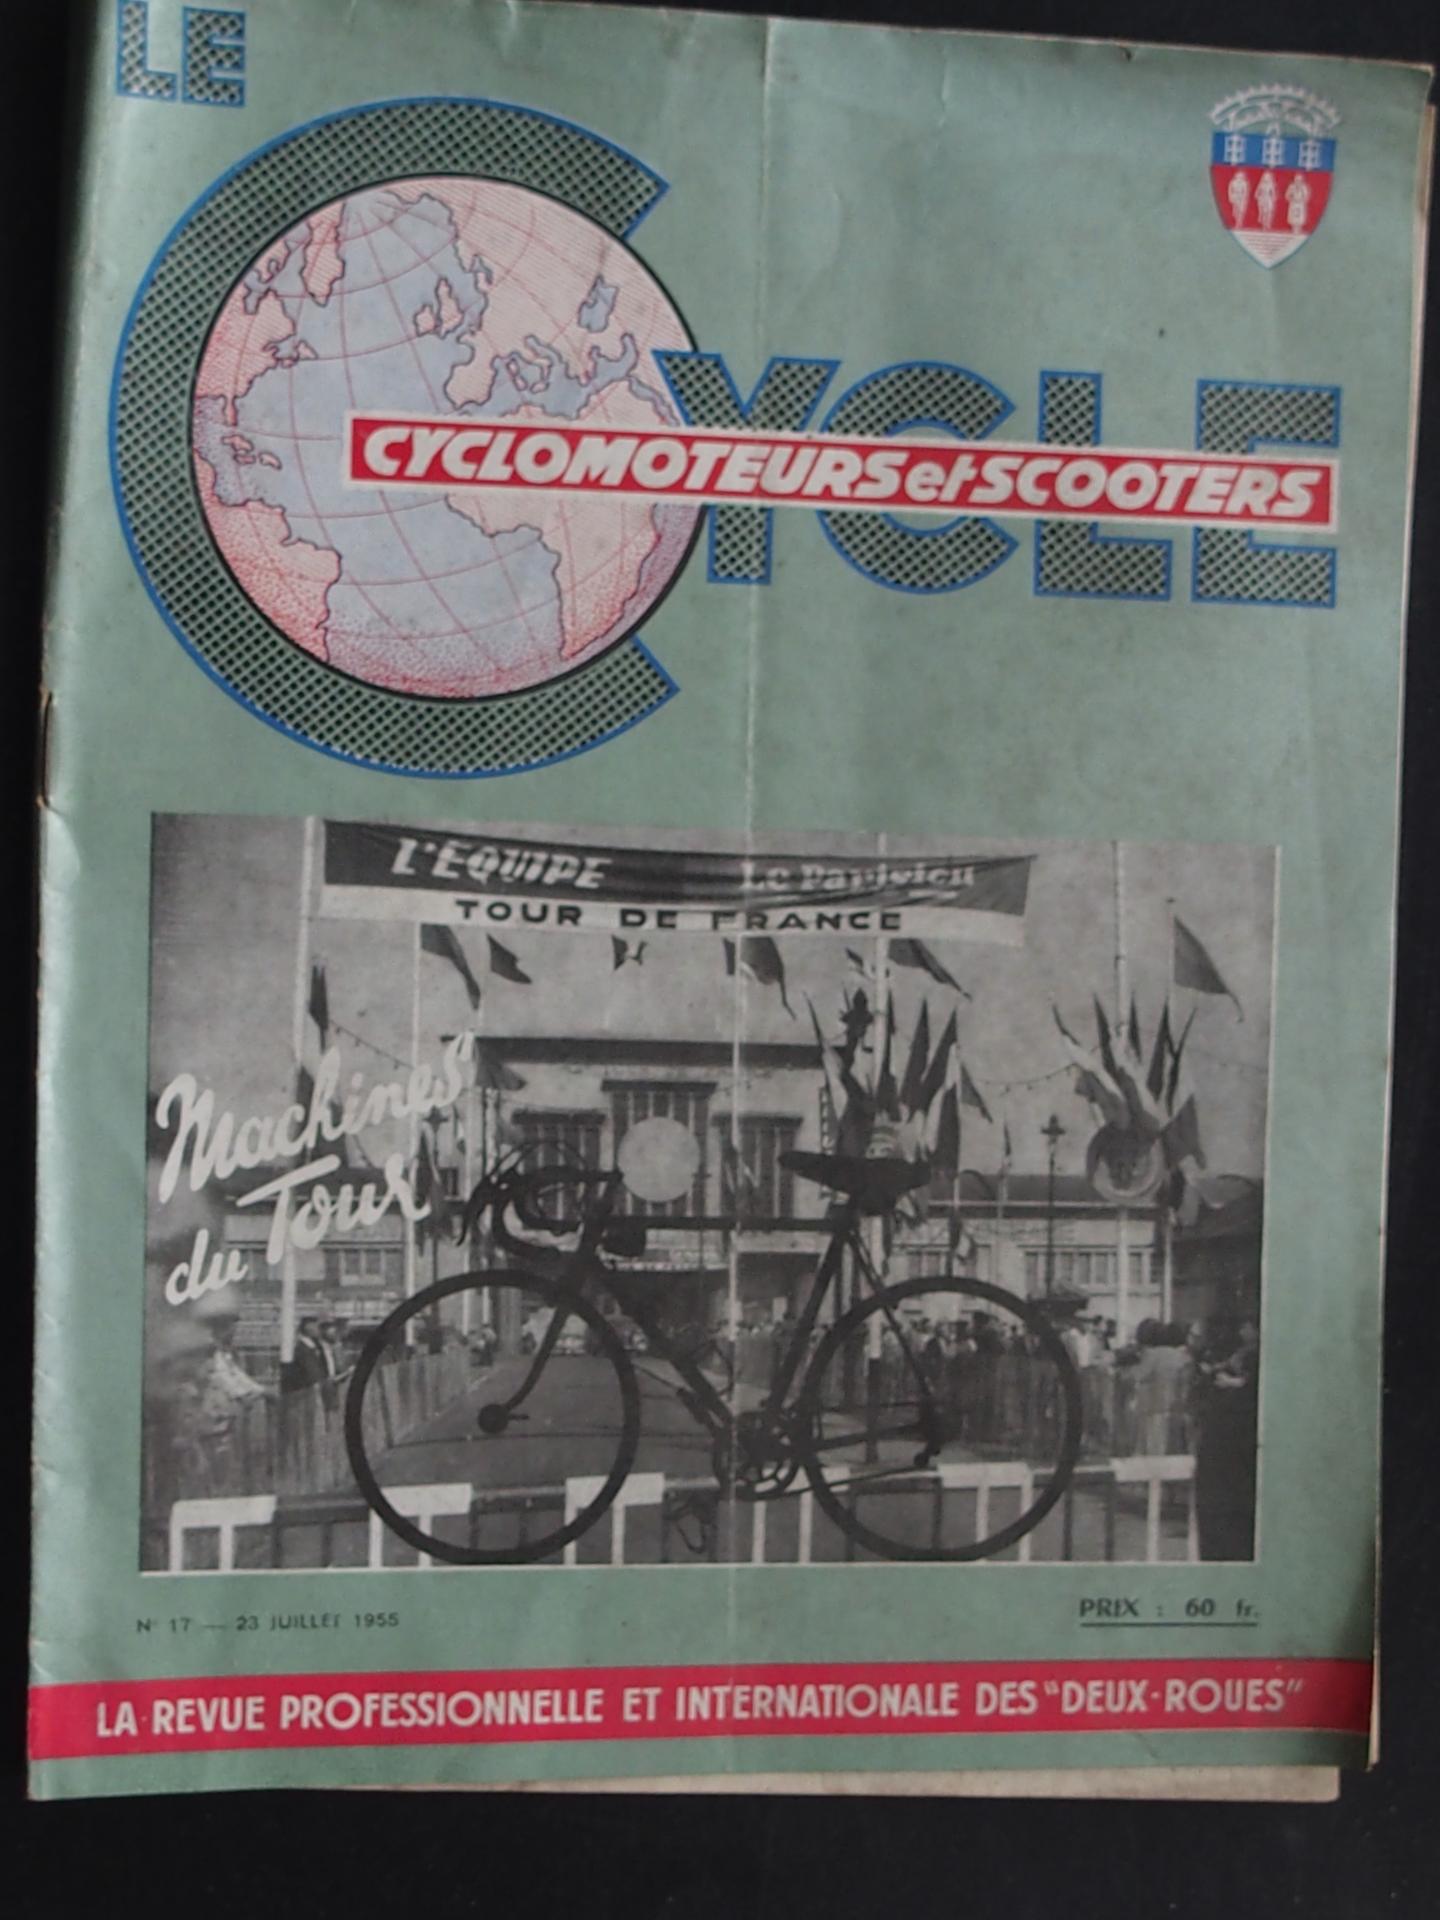 LE
CYCLE
CYCLOMOTEURS et SCOOTERS
L'ÉQUIPE Le Parisien
TOUR DE FRANCE
Machines
du Tour
N° 17 — 23 JUILLET 1955
PRIX : 60 fr.
LA REVUE PROFESSIONNELLE ET INTERNATIONALE DES "DEUX-ROUES"